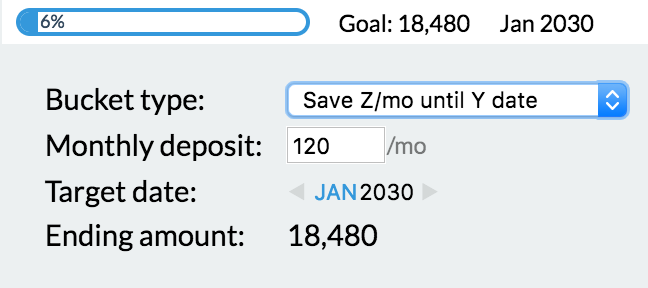 6% Goal: 18,480 Jan 2030
Bucket type: Save Z/mo until Y date
Monthly deposit: 120 /mo
Target date: JAN 2030
Ending amount: 18,480